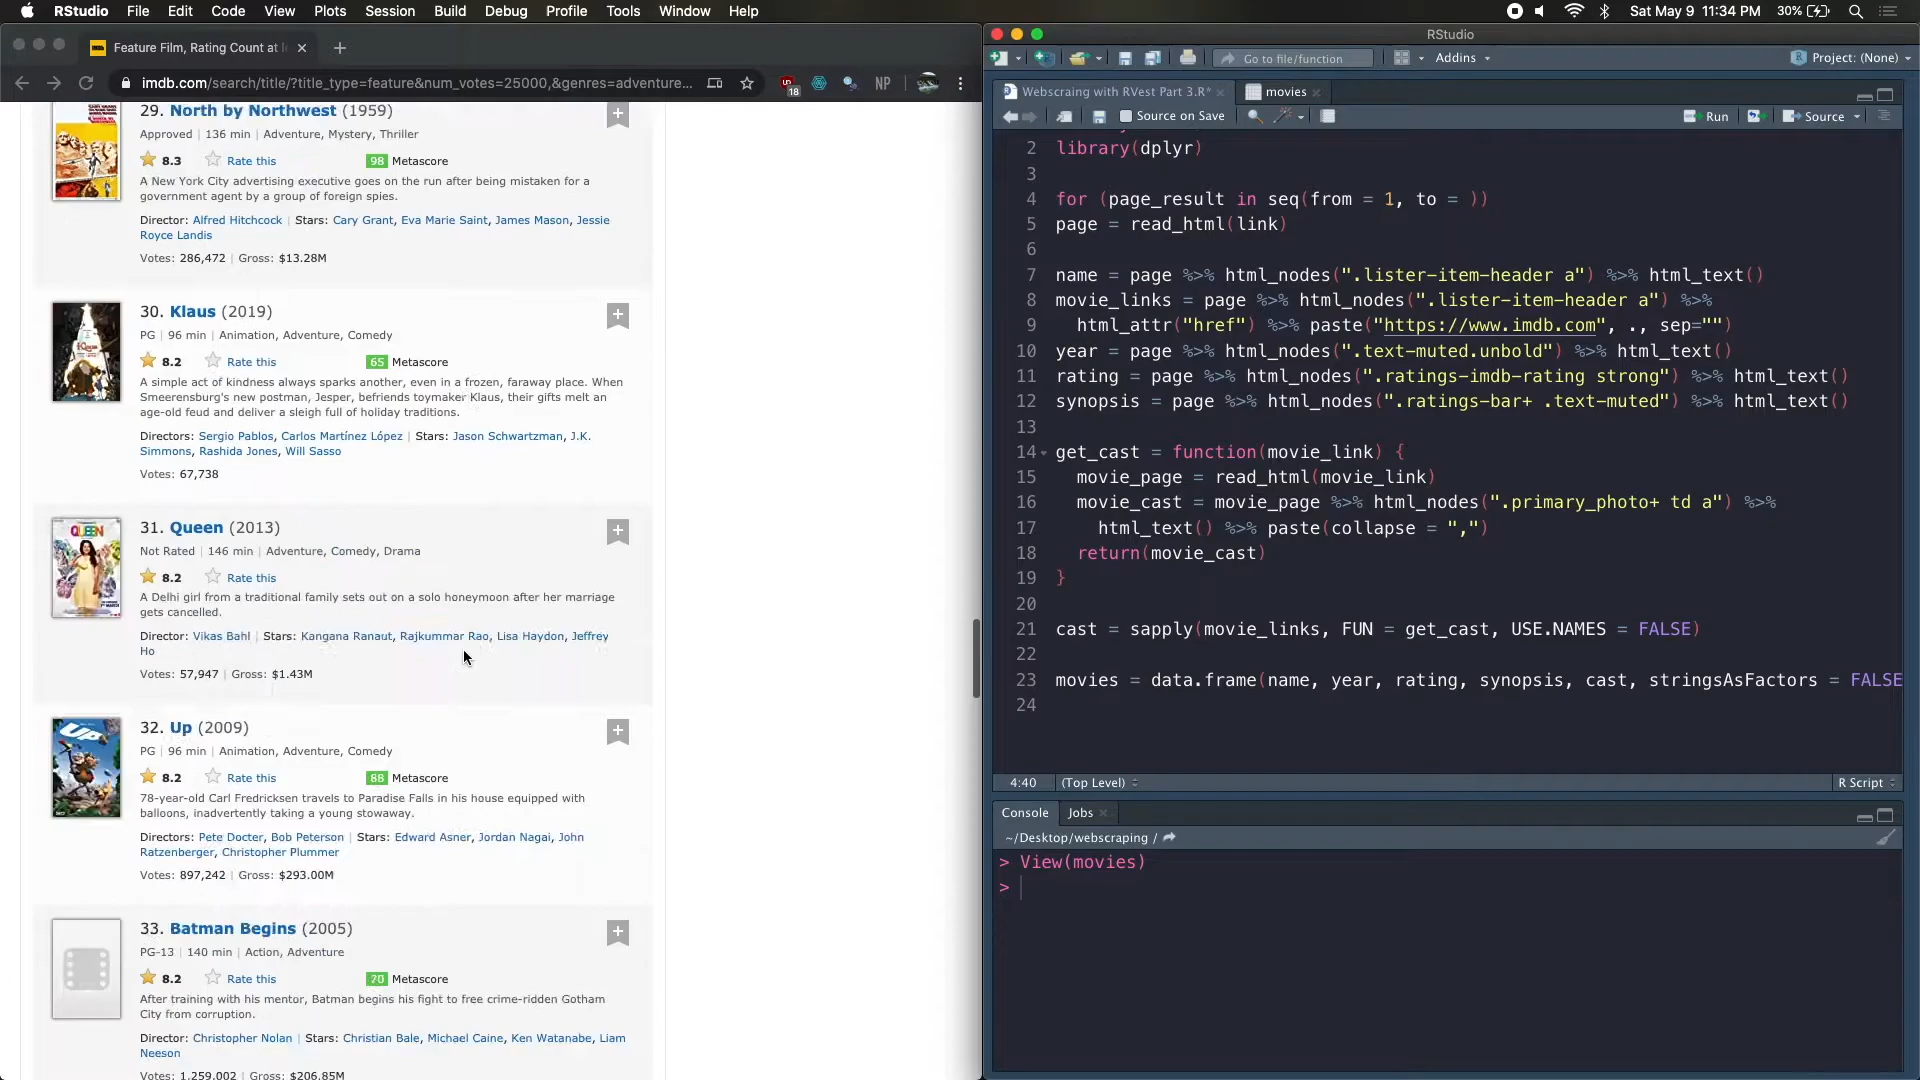 RStudio File Edit Code View Plots Session Build Debug Profile Tools Window Help
Sat May 9 11:34 PM 30%
Feature Film, Rating Count at l
imdb.com/search/title/?title_type=feature&num_votes=25000,&genres=adventure...
18
NP
29. North by Northwest (1959)
Approved | 136 min | Adventure, Mystery, Thriller
8.3 Rate this 98 Metascore
A New York City advertising executive goes on the run after being mistaken for a
government agent by a group of foreign spies.
Director: Alfred Hitchcock | Stars: Cary Grant, Eva Marie Saint, James Mason, Jessie
Royce Landis
Votes: 286,472 | Gross: $13.28M
30. Klaus (2019)
PG | 96 min | Animation, Adventure, Comedy
8.2 Rate this 65 Metascore
A simple act of kindness always sparks another, even in a frozen, faraway place. When
Smeerensburg's new postman, Jesper, befriends toymaker Klaus, their gifts melt an
age-old feud and deliver a sleigh full of holiday traditions.
Directors: Sergio Pablos, Carlos Martínez López | Stars: Jason Schwartzman, J.K.
Simmons, Rashida Jones, Will Sasso
Votes: 67,738
QUEEN
31. Queen (2013)
Not Rated | 146 min | Adventure, Comedy, Drama
8.2 Rate this
A Delhi girl from a traditional family sets out on a solo honeymoon after her marriage
gets cancelled.
Director: Vikas Bahl | Stars: Kangana Ranaut, Rajkummar Rao, Lisa Haydon, Jeffrey
Ho
Votes: 57,947 | Gross: $1.43M
UP
32. Up (2009)
PG | 96 min | Animation, Adventure, Comedy
8.2 Rate this 88 Metascore
78-year-old Carl Fredricksen travels to Paradise Falls in his house equipped with
balloons, inadvertently taking a young stowaway.
Directors: Pete Docter, Bob Peterson | Stars: Edward Asner, Jordan Nagai, John
Ratzenberger, Christopher Plummer
Votes: 897,242 | Gross: $293.00M
33. Batman Begins (2005)
PG-13 | 140 min | Action, Adventure
8.2 Rate this 70 Metascore
After training with his mentor, Batman begins his fight to free crime-ridden Gotham
City from corruption.
Director: Christopher Nolan | Stars: Christian Bale, Michael Caine, Ken Watanabe, Liam
Neeson
Votes: 1,259,002 | Gross: $206.85M
RStudio
Go to file/function Addins Project: (None)
Webscraing with RVest Part 3.R* movies
Source on Save Run Source
2 library(dplyr)
3
4 for (page_result in seq(from = 1, to = ))
5 page = read_html(link)
6
7 name = page %>% html_nodes(".lister-item-header a") %>% html_text()
8 movie_links = page %>% html_nodes(".lister-item-header a") %>%
9 html_attr("href") %>% paste("https://www.imdb.com", ., sep="")
10 year = page %>% html_nodes(".text-muted.unbold") %>% html_text()
11 rating = page %>% html_nodes(".ratings-imdb-rating strong") %>% html_text()
12 synopsis = page %>% html_nodes(".ratings-bar+ .text-muted") %>% html_text()
13
14 get_cast = function(movie_link) {
15 movie_page = read_html(movie_link)
16 movie_cast = movie_page %>% html_nodes(".primary_photo+ td a") %>%
17 html_text() %>% paste(collapse = ",")
18 return(movie_cast)
19 }
20
21 cast = sapply(movie_links, FUN = get_cast, USE.NAMES = FALSE)
22
23 movies = data.frame(name, year, rating, synopsis, cast, stringsAsFactors = FALSE
24
4:40 (Top Level) R Script
Console Jobs
~/Desktop/webscraping/
> View(movies)
>